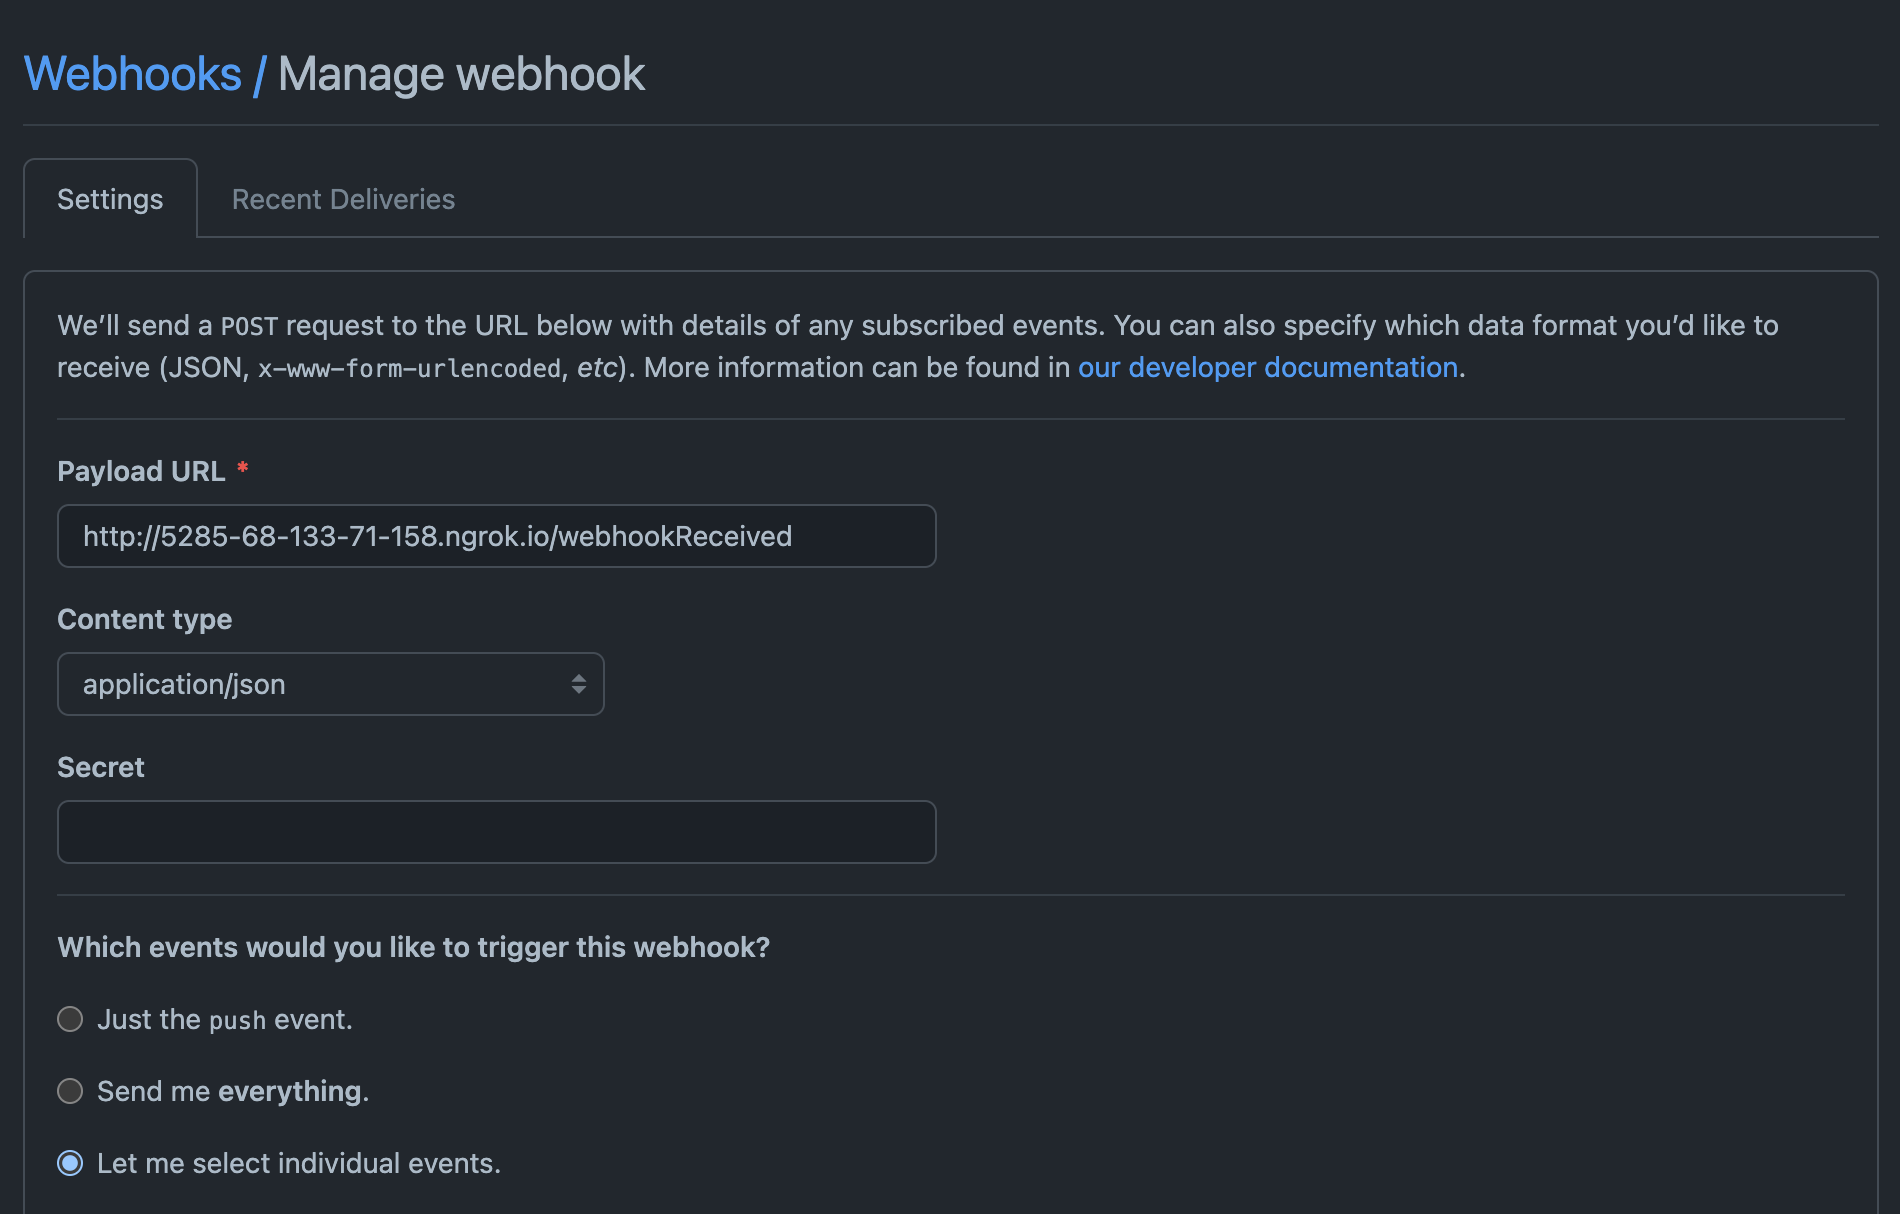 Webhooks / Manage webhook
Settings
Recent Deliveries
We’ll send a POST request to the URL below with details of any subscribed events. You can also specify which data format you’d like to
receive (JSON, x-www-form-urlencoded, etc). More information can be found in our developer documentation.
Payload URL *
http://5285-68-133-71-158.ngrok.io/webhookReceived
Content type
application/json
Secret
Which events would you like to trigger this webhook?
Just the push event.
Send me everything.
Let me select individual events.